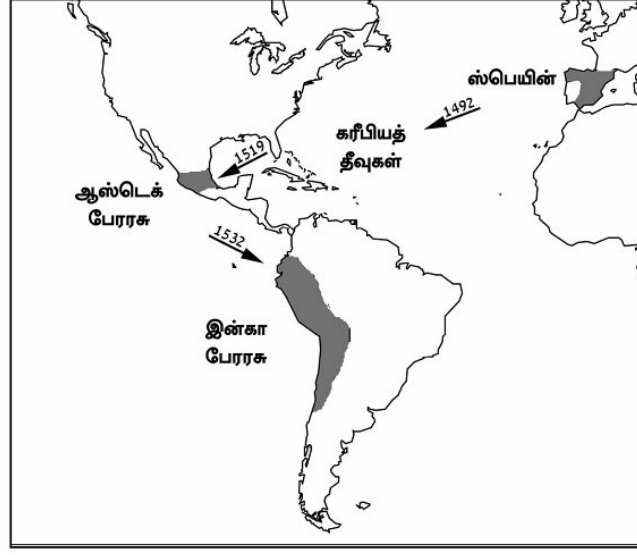 ஸ்பெயின்
1492
கரீபியத்
தீவுகள்
1519
ஆஸ்டெக்
பேரரசு
1532
இன்கா
பேரரசு